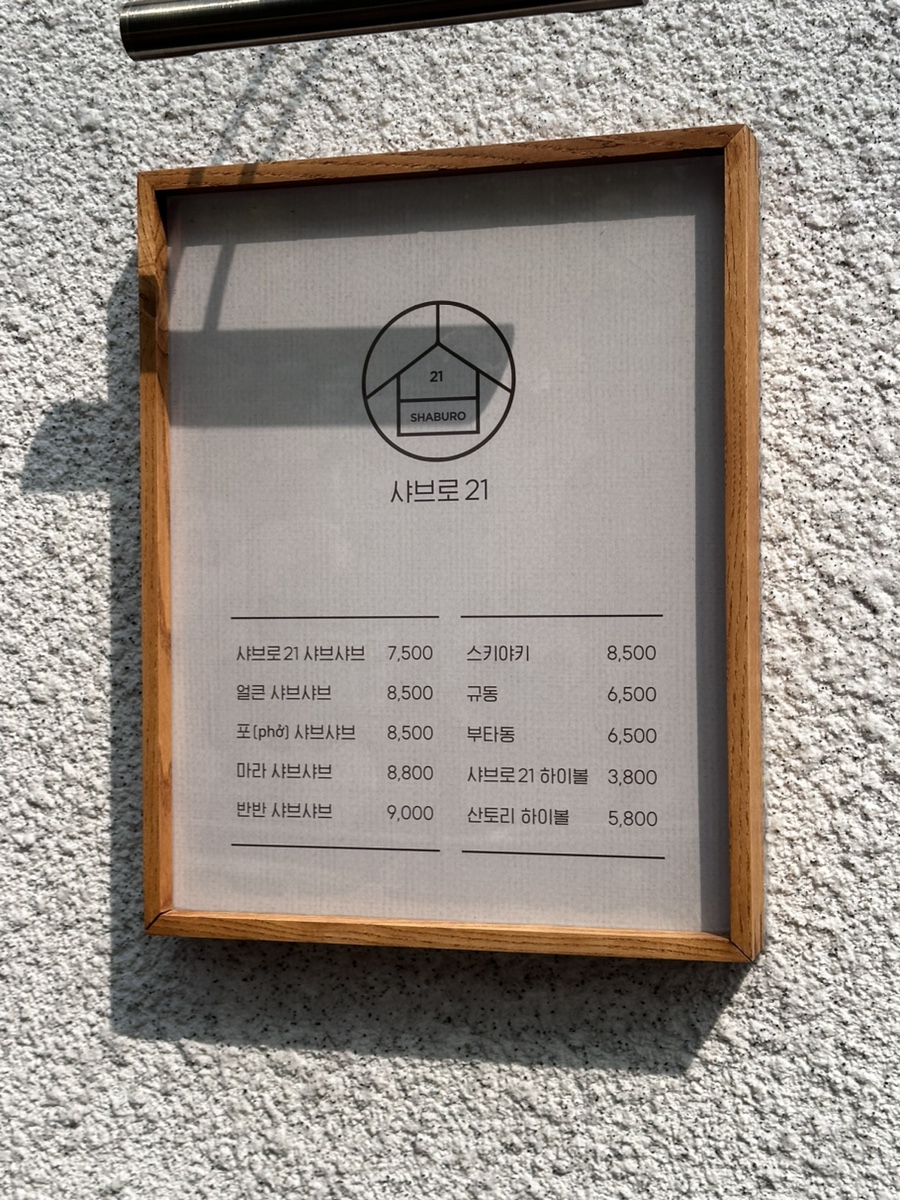 21
SHABURO
샤브로 21
샤브로21 샤브샤브 7,500
얼큰 샤브샤브 8,500
포(phở) 샤브샤브 8,500
마라 샤브샤브 8,800
반반 샤브샤브 9,000
스키야키 8,500
규동 6,500
부타동 6,500
샤브로21 하이볼 3,800
산토리 하이볼 5,800